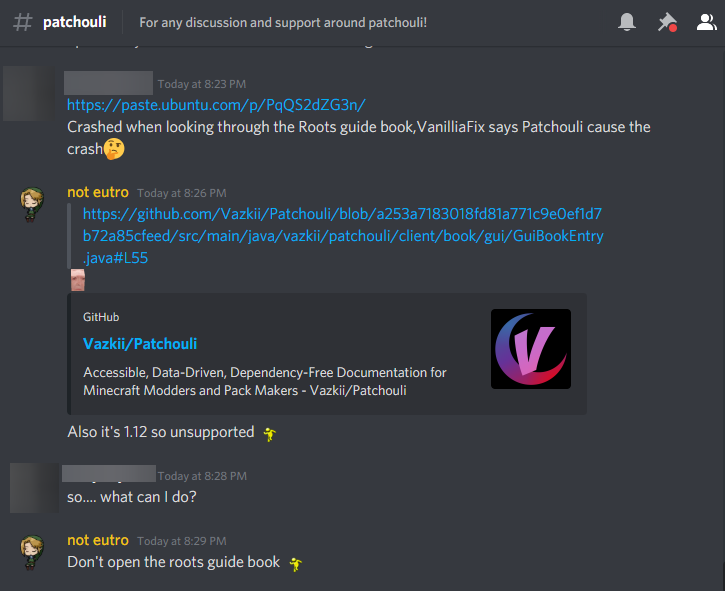 # patchouli
For any discussion and support around patchouli!
Today at 8:23 PM
https://paste.ubuntu.com/p/PqQS2dZG3n/
Crashed when looking through the Roots guide book,VanilliaFix says Patchouli cause the
crash🤔
not eutro Today at 8:26 PM
https://github.com/Vazkii/Patchouli/blob/a253a7183018fd81a771c9e0ef1d7
b72a85cfeed/src/main/java/vazkii/patchouli/client/book/gui/GuiBookEntry
.java#L55
GitHub
Vazkii/Patchouli
Accessible, Data-Driven, Dependency-Free Documentation for
Minecraft Modders and Pack Makers - Vazkii/Patchouli
V
Also it's 1.12 so unsupported
Today at 8:28 PM
so.... what can I do?
not eutro Today at 8:29 PM
Don't open the roots guide book